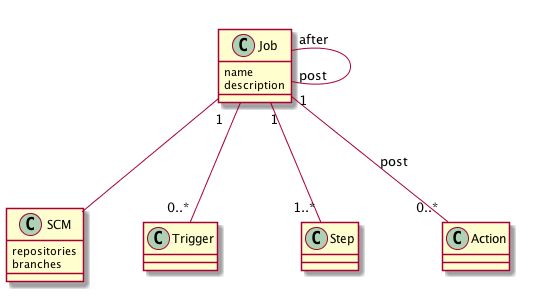 C Job
after
name
description
post
1
1
1
post
0..*
1..*
0..*
C SCM
repositories
branches
C Trigger
C Step
C Action